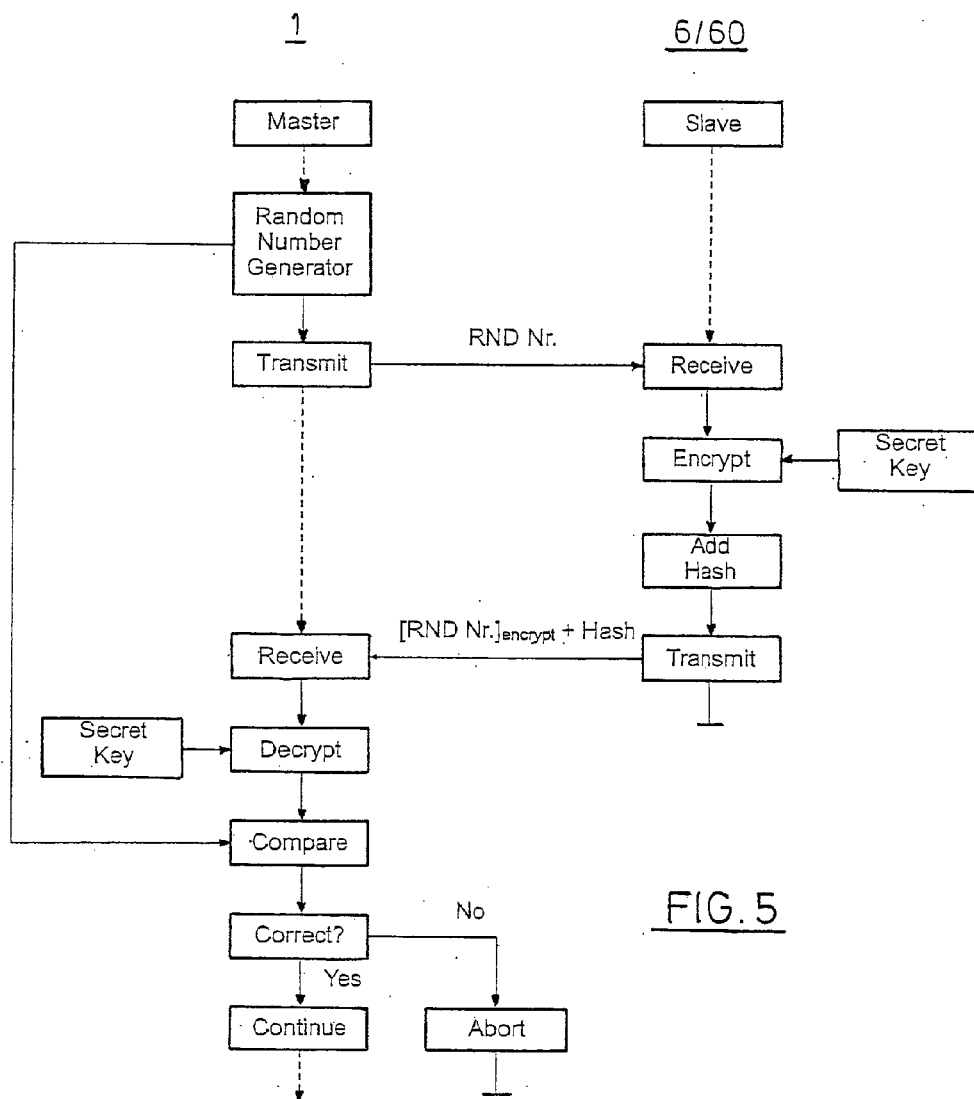 1
6/60
Master
Slave
Random
Number
Generator
RND Nr.
Transmit
Receive
Encrypt
Secret
Key
Add
Hash
[RND Nr.]encrypt + Hash
Receive
Transmit
Secret
Key
Decrypt
Compare
No
Correct?
Yes
Continue
Abort
FIG. 5